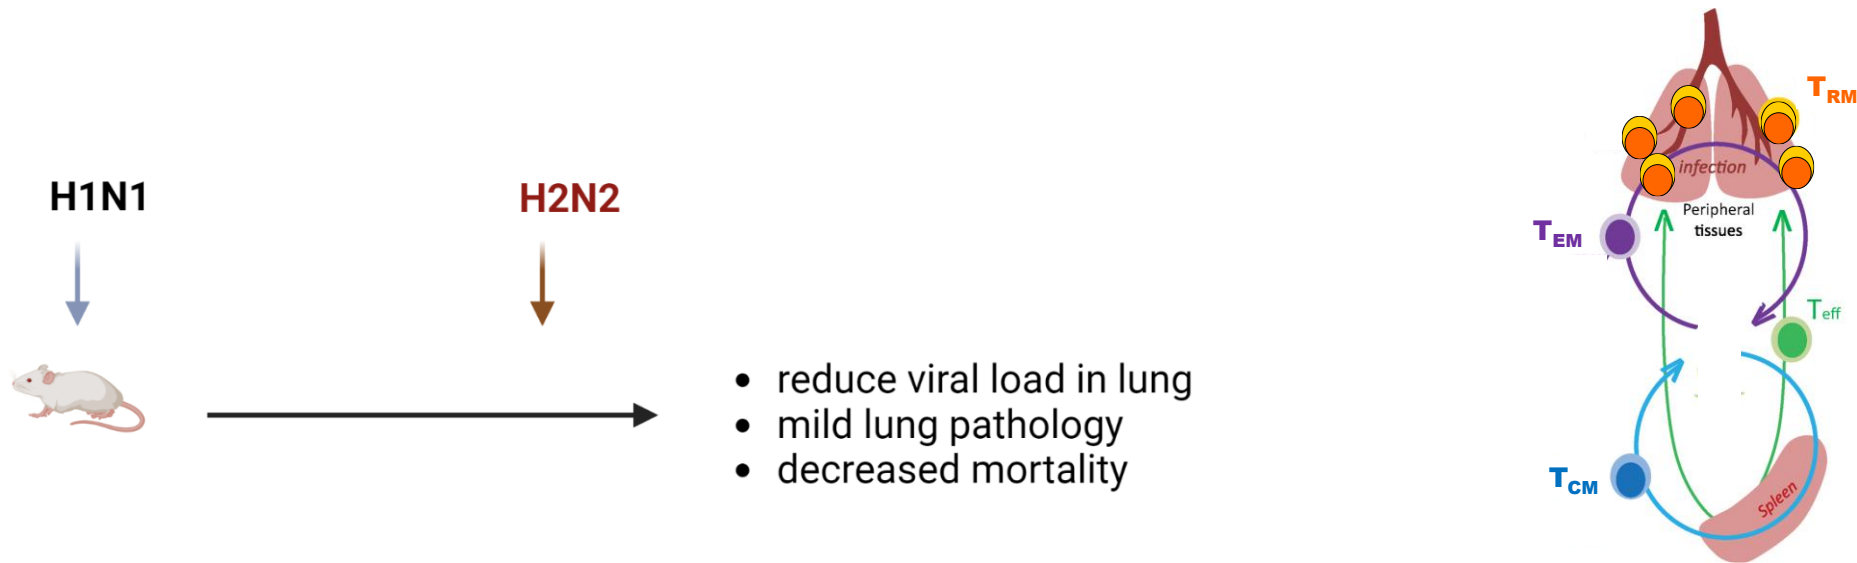 H1N1
H2N2
• reduce viral load in lung
• mild lung pathology
• decreased mortality
TRM
infection
Peripheral
tissues
TEM
Teff
TCM
Spleen